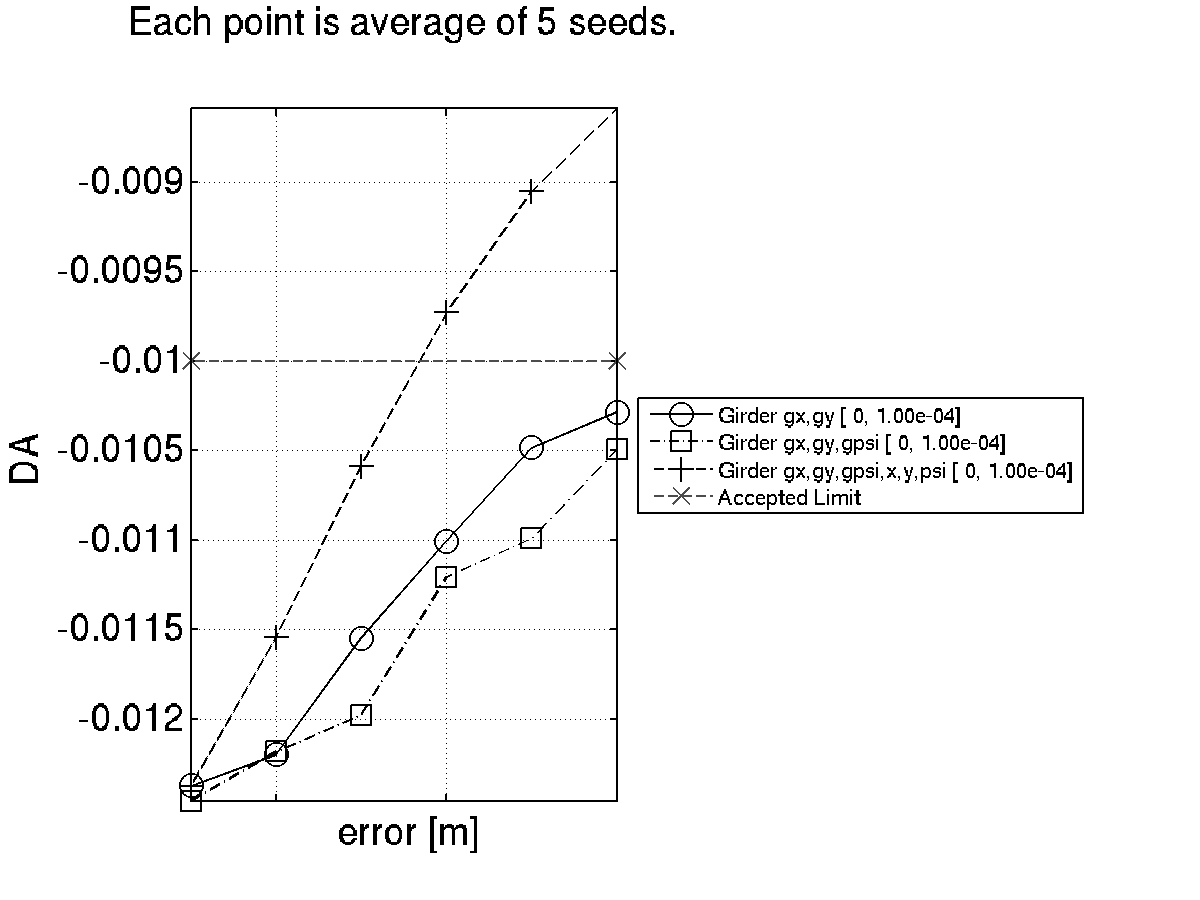 Each point is average of 5 seeds.
-0.009
-0.0095
-0.01
-0.0105
-0.011
-0.0115
-0.012
DA
error [m]
Girder gx,gy [ 0, 1.00e-04]
Girder gx,gy,gpsi [ 0, 1.00e-04]
Girder gx,gy,gpsi,x,y,psi [ 0, 1.00e-04]
Accepted Limit